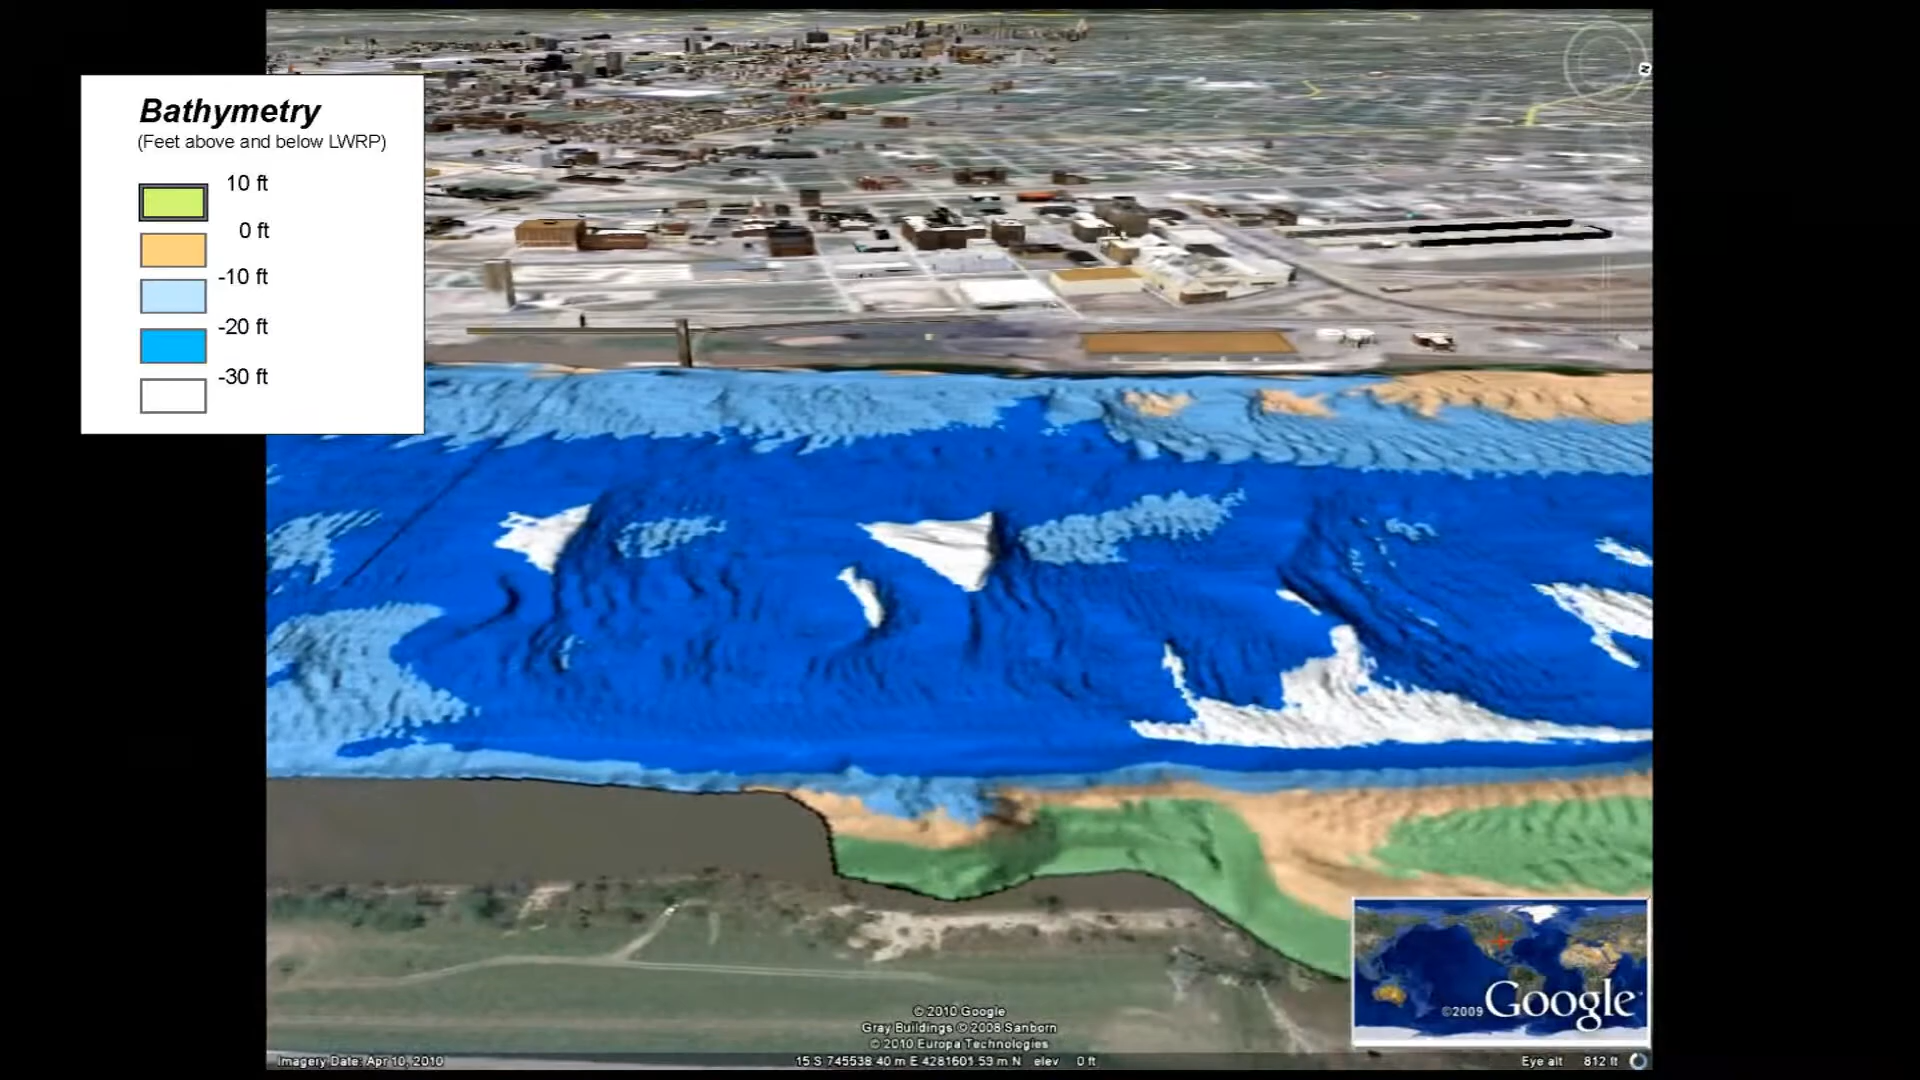 Bathymetry
(Feet above and below LWRP)
10 ft
0 ft
-10 ft
-20 ft
-30 ft
N
©2009 Google
© 2010 Google
Gray Buildings © 2008 Sanborn
© 2010 Europa Technologies
Imagery Date: Apr 10, 2010
15 S 745538.40 m E 4281601.53 m N elev 0 ft
Eye alt 812 ft